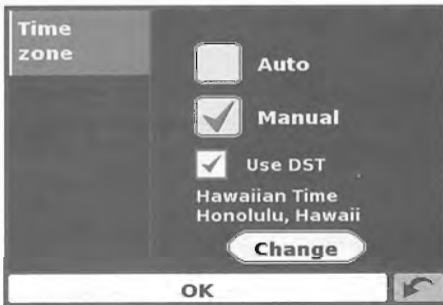 Time
zone
Auto
Manual
Use DST
Hawaiian Time
Honolulu, Hawaii
Change
OK